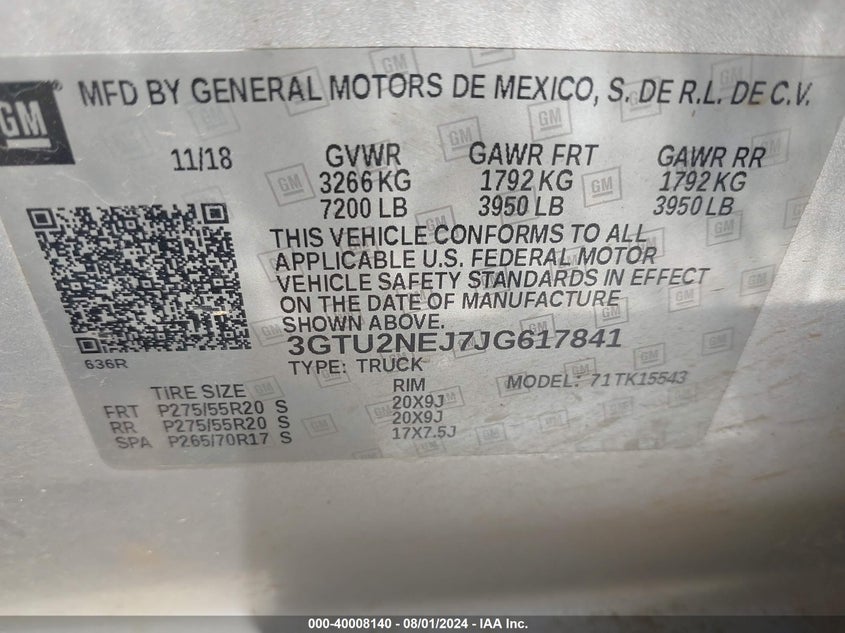 GM
MFD BY GENERAL MOTORS DE MEXICO, S. DE R.L. DE C.V.
11/18 GVWR GAWR FRT GAWR RR
3266 KG 1792 KG 1792 KG
7200 LB 3950 LB 3950 LB
THIS VEHICLE CONFORMS TO ALL
APPLICABLE U.S. FEDERAL MOTOR
VEHICLE SAFETY STANDARDS IN EFFECT
ON THE DATE OF MANUFACTURE
SHOWN ABOVE.
3GTU2NEJ7JG617841
636R TYPE: TRUCK MODEL: 71TK15543
TIRE SIZE RIM
FRT P275/55R20 S 20X9J
RR P275/55R20 S 20X9J
SPA P265/70R17 S 17X7.5J
000-40008140 - 08/01/2024 - IAA Inc.